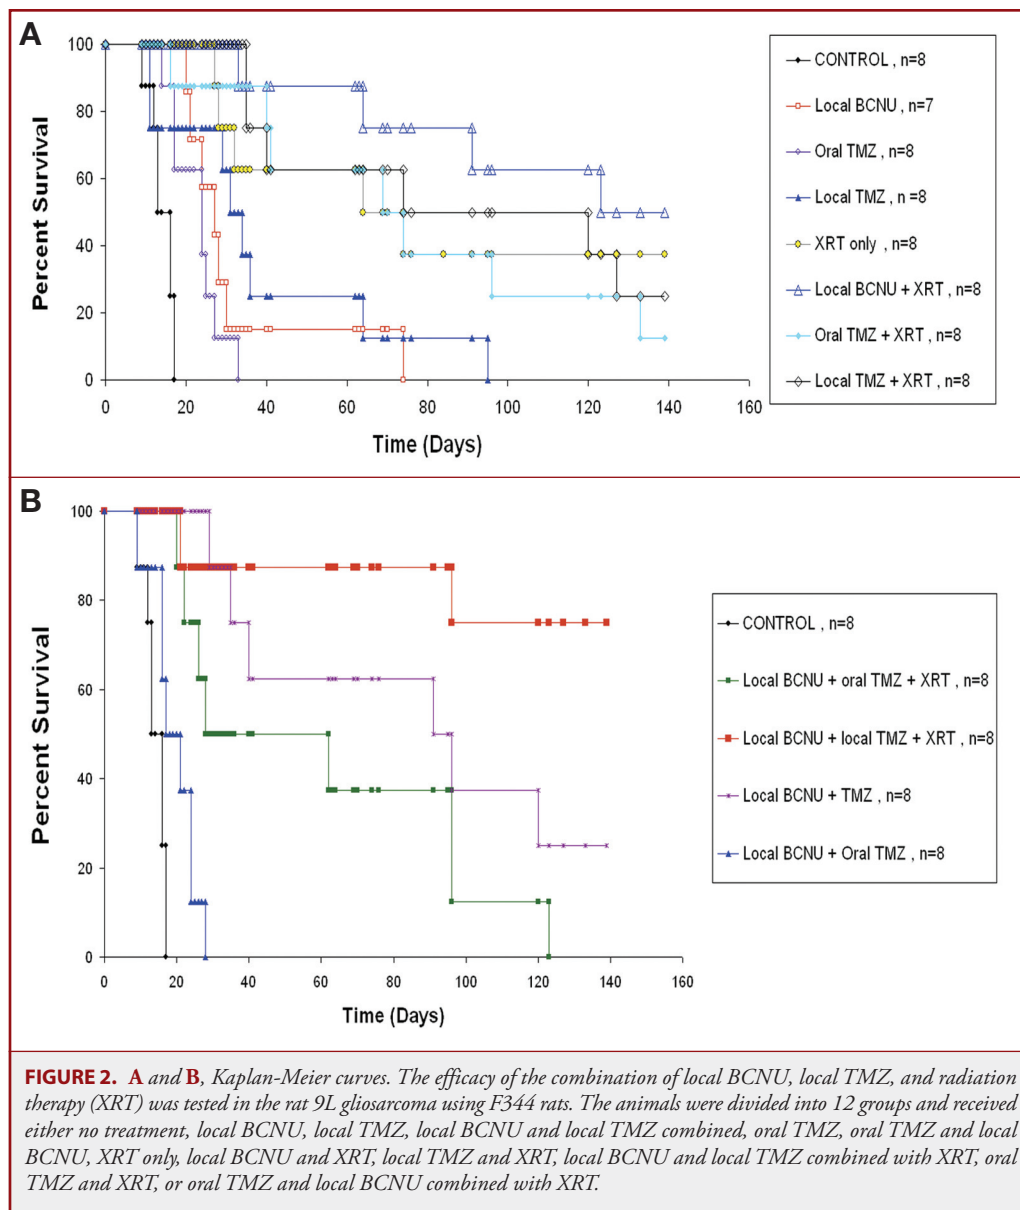 A
Percent Survival
100
80
60
40
20
0
0 20 40 60 80 100 120 140 160
Time (Days)
CONTROL , n=8
Local BCNU, n=7
Oral TMZ, n=8
Local TMZ, n =8
XRT only, n=8
Local BCNU + XRT, n=8
Oral TMZ + XRT, n=8
Local TMZ + XRT , n=8
B
Percent Survival
100
80
60
40
20
0
0 20 40 60 80 100 120 140 160
Time (Days)
CONTROL , n=8
Local BCNU + oral TMZ + XRT , n=8
Local BCNU + local TMZ + XRT , n=8
Local BCNU + TMZ , n=8
Local BCNU + Oral TMZ , n=8
FIGURE 2. A and B, Kaplan-Meier curves. The efficacy of the combination of local BCNU, local TMZ, and radiation
therapy (XRT) was tested in the rat 9L gliosarcoma using F344 rats. The animals were divided into 12 groups and received
either no treatment, local BCNU, local TMZ, local BCNU and local TMZ combined, oral TMZ, oral TMZ and local
BCNU, XRT only, local BCNU and XRT, local TMZ and XRT, local BCNU and local TMZ combined with XRT, oral
TMZ and XRT, or oral TMZ and local BCNU combined with XRT.